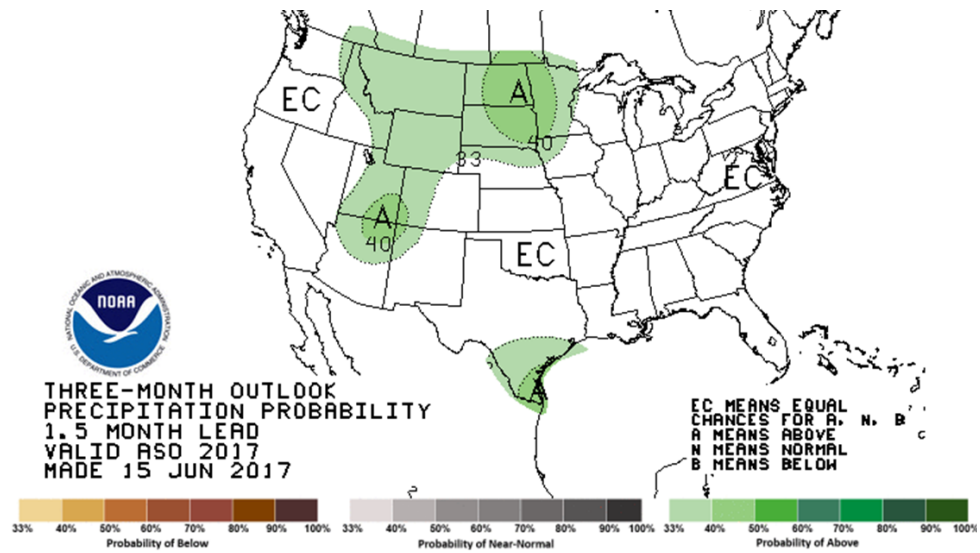 A
EC
40
33
EC
A
40
EC
A
NATIONAL OCEANIC AND ATMOSPHERIC ADMINISTRATION
NOAA
U.S. DEPARTMENT OF COMMERCE
THREE-MONTH OUTLOOK
PRECIPITATION PROBABILITY
1.5 MONTH LEAD
VALID ASO 2017
MADE 15 JUN 2017
EC MEANS EQUAL
CHANCES FOR A, N, B
A MEANS ABOVE
N MEANS NORMAL
B MEANS BELOW
33% 40% 50% 60% 70% 80% 90% 100%
Probability of Below
33% 40% 50% 60% 70% 80% 90% 100%
Probability of Near-Normal
33% 40% 50% 60% 70% 80% 90% 100%
Probability of Above